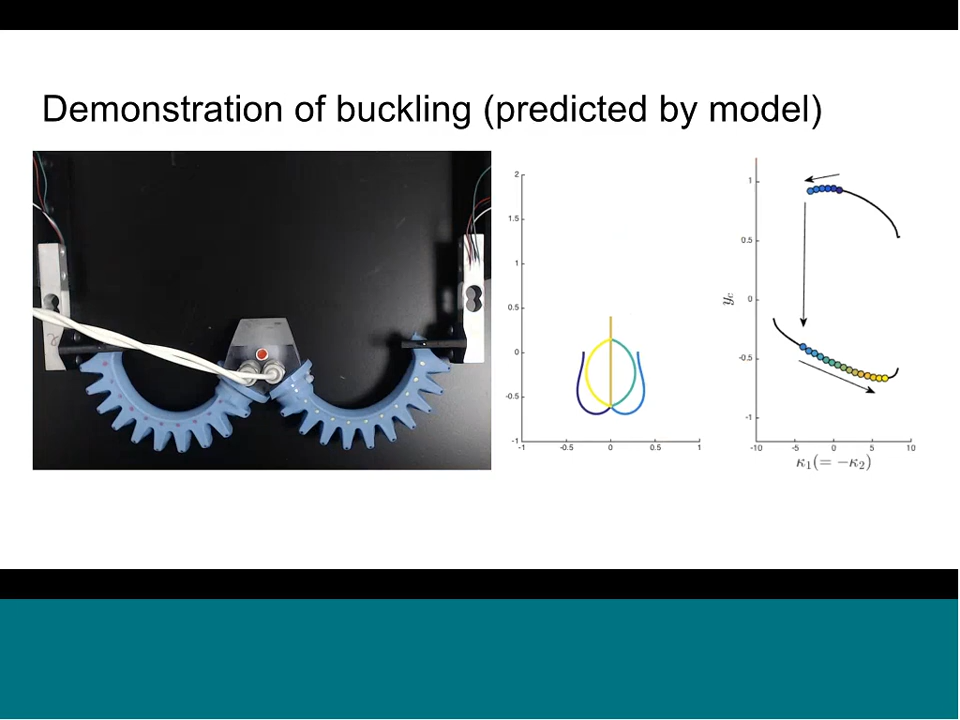 Demonstration of buckling (predicted by model)
2
1.5
1
0.5
0
-0.5
-1
-1 -0.5 0 0.5 1
1
0.5
0
-0.5
-1
y_c
-10 -5 0 5 10
κ₁(= −κ₂)